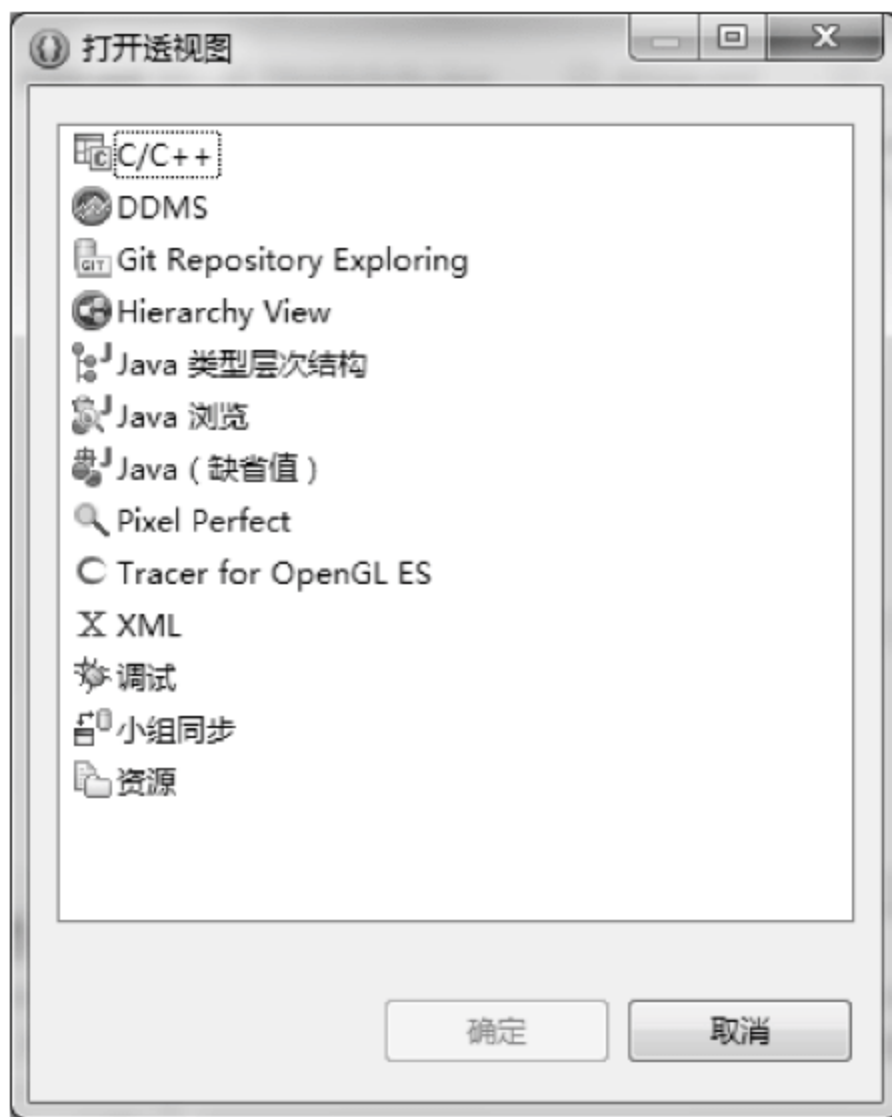 打开透视图
C/C++
DDMS
Git Repository Exploring
Hierarchy View
Java 类型层次结构
Java 浏览
Java ( 缺省值 )
Pixel Perfect
Tracer for OpenGL ES
XML
调试
小组同步
资源
确定 取消